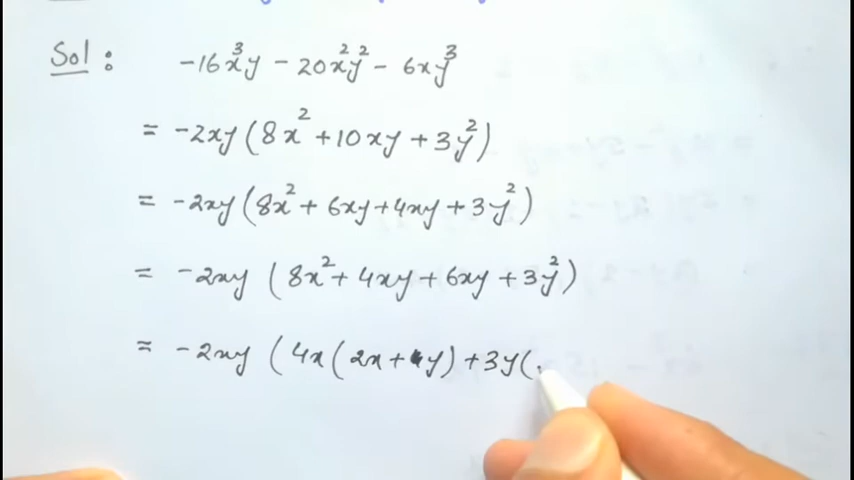 Sol :
-16x³y - 20x²y² - 6xy³
= -2xy (8x² + 10xy + 3y²)
= -2xy (8x² + 6xy + 4xy + 3y²)
= -2xy (8x² + 4xy + 6xy + 3y²)
= -2xy (4x (2x + y) + 3y (